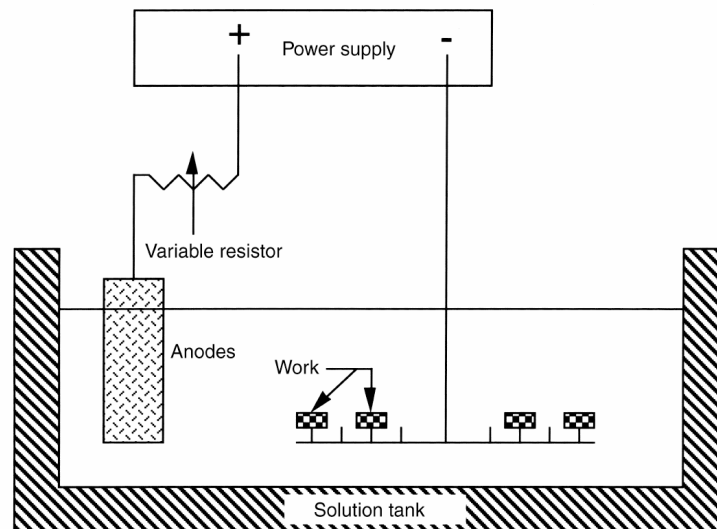 +
-
Power supply
Variable resistor
Anodes
Work
Solution tank